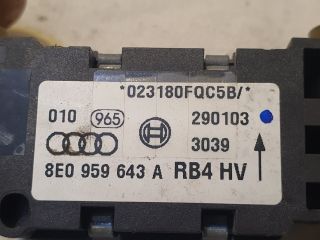 *023180FQC5B/*
010 965 290103
3039
8E0 959 643 A RB4 HV